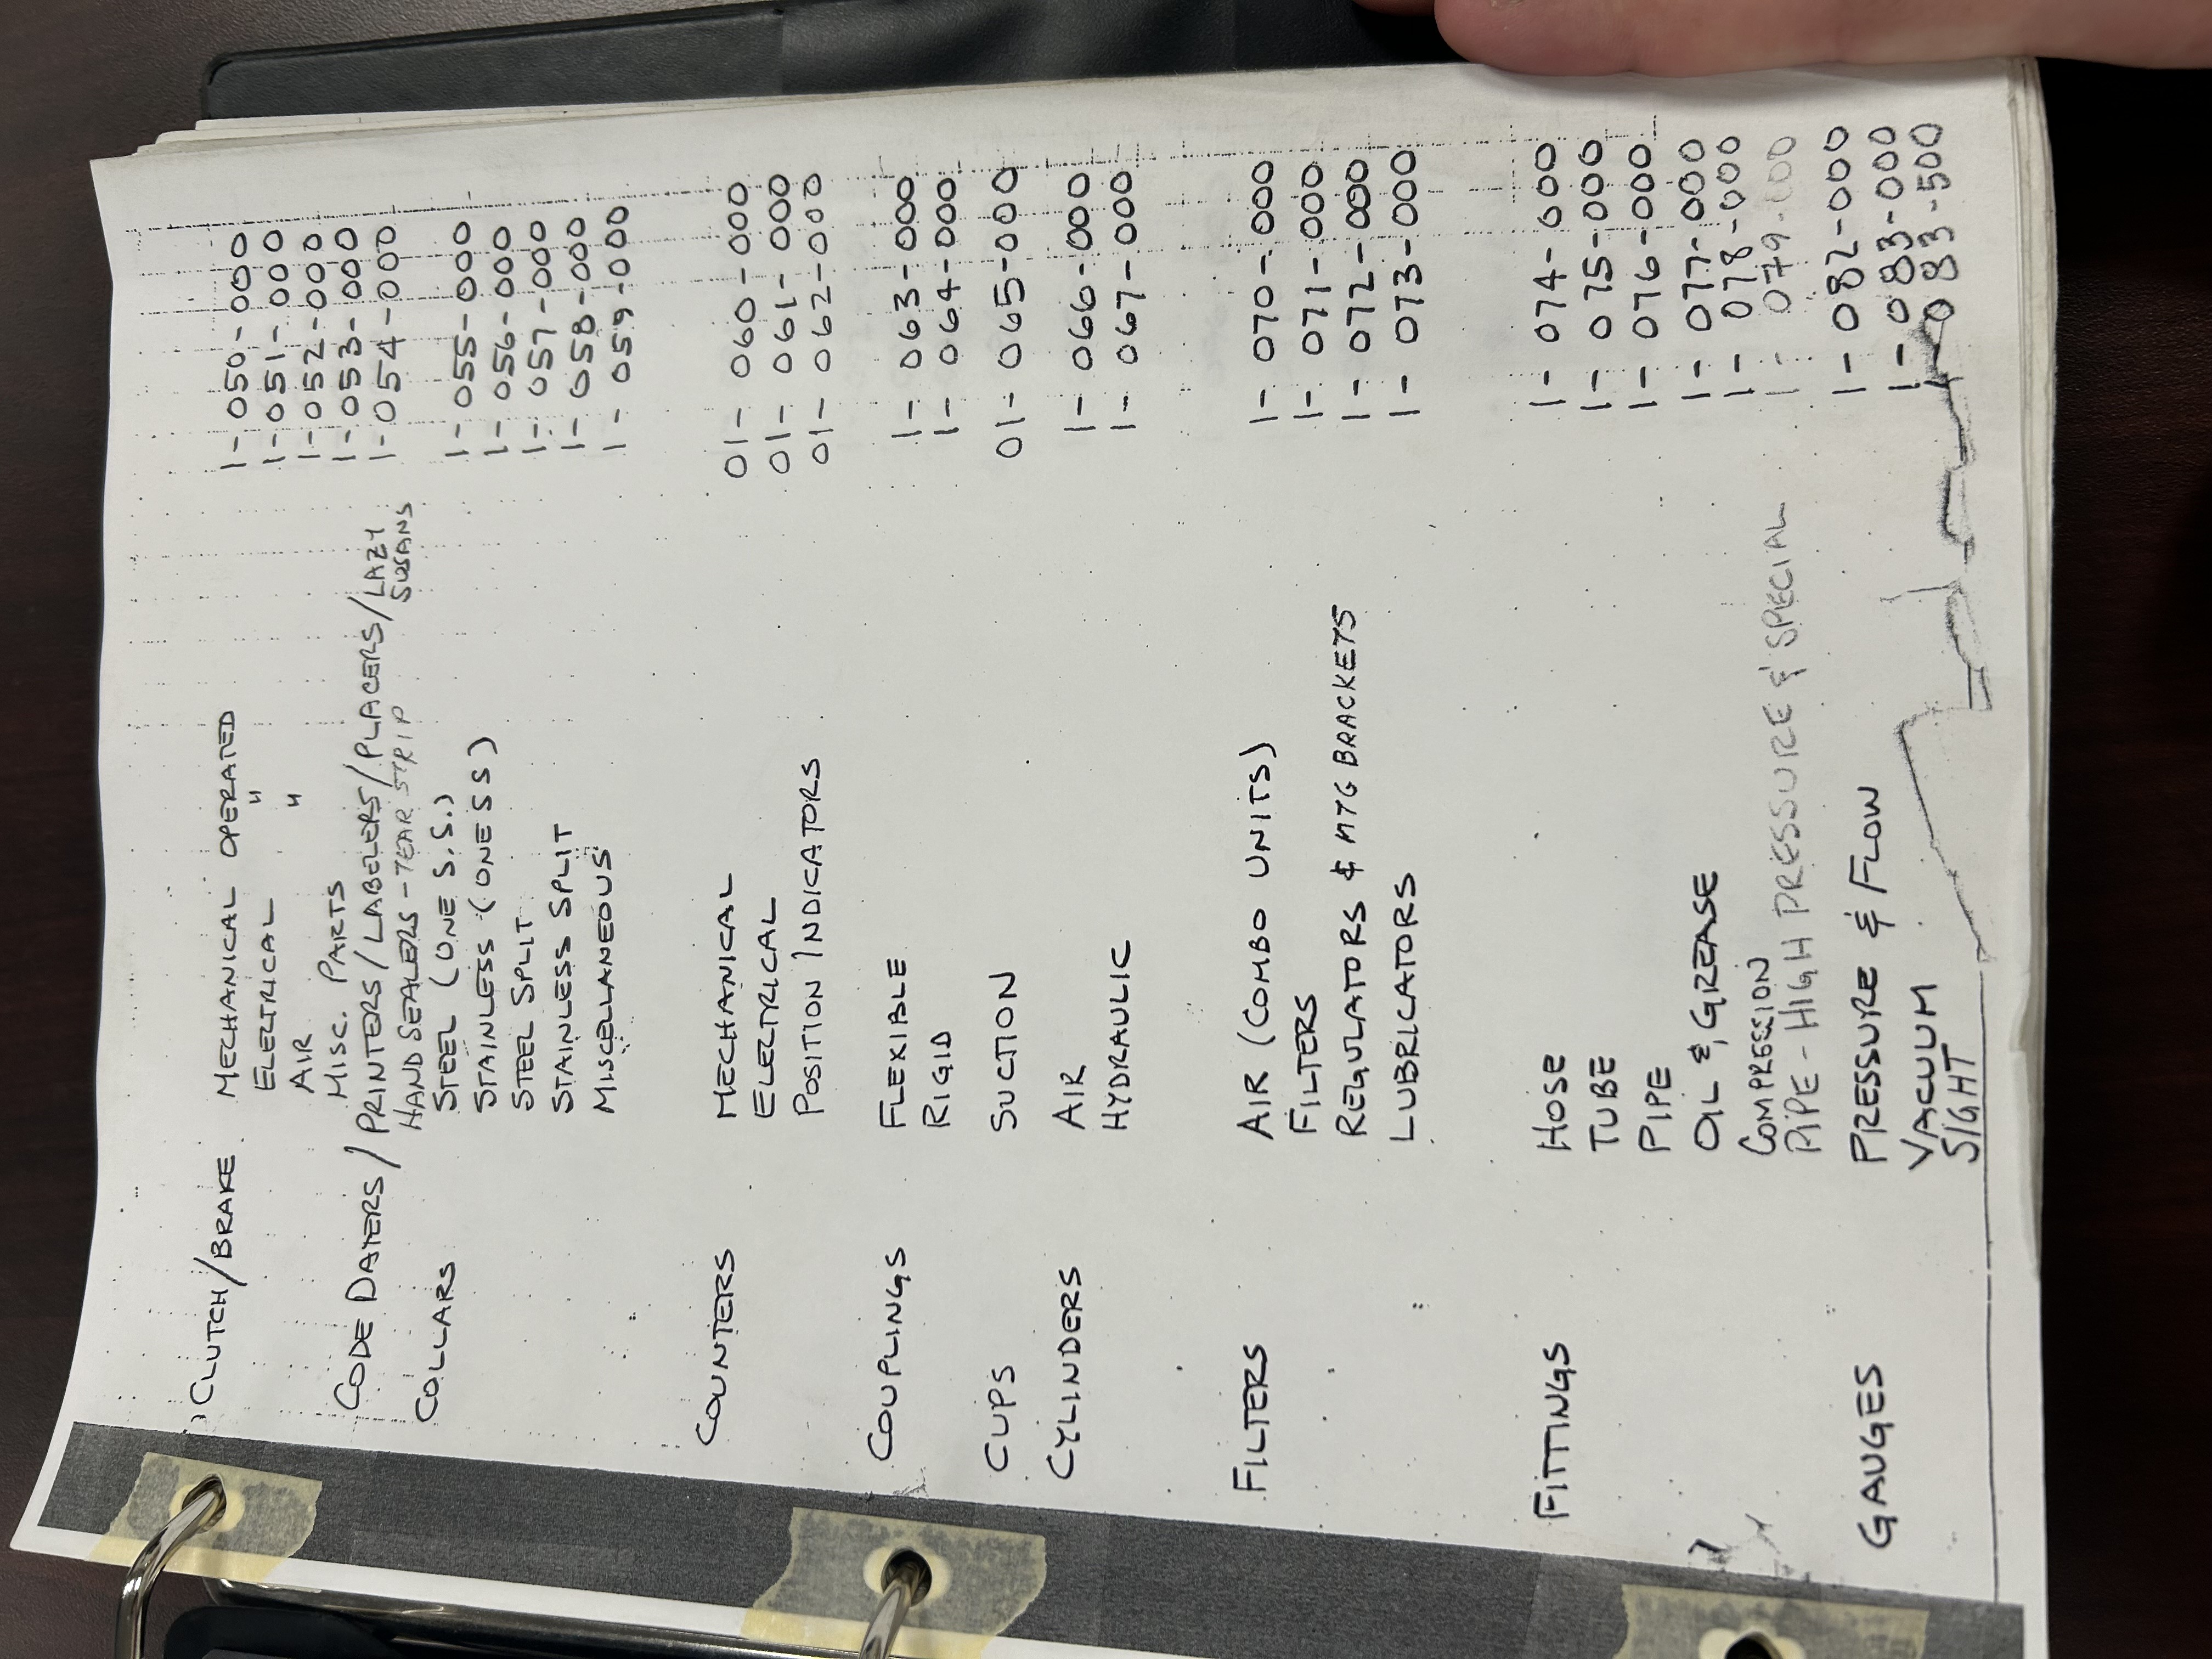 CLUTCH/BRAKE MECHANICAL OPERATED 1-050-000
ELECTRICAL " 1-051-000
AIR " 1-052-000
MISC. PARTS 1-053-000
CODE DATERS/PRINTERS/LABELERS/PLACERS/LAZY SUSANS 1-054-000
HAND SEALERS - TEAR STRIP
COLLARS STEEL (ONE S.S.) 1-055-000
STAINLESS (ONE SS) 1-056-000
STEEL SPLIT 1-057-000
STAINLESS SPLIT 1-058-000
MISCELLANEOUS 1-059-000
COUNTERS MECHANICAL 01-060-000
ELECTRICAL 01-061-000
POSITION INDICATORS 01-062-000
COUPLINGS FLEXIBLE 1-063-000
RIGID 1-064-000
CUPS SUCTION 01-065-000
CYLINDERS AIR 1-066-000
HYDRAULIC 1-067-000
FILTERS AIR (COMBO UNITS) 1-070-000
FILTERS 1-071-000
REGULATORS & MTG BRACKETS 1-072-000
LUBRICATORS 1-073-000
FITTINGS HOSE 1-074-000
TUBE 1-075-000
PIPE 1-076-000
OIL & GREASE 1-077-000
COMPRESSION 1-078-000
PIPE - HIGH PRESSURE & SPECIAL 1-079-000
GAUGES PRESSURE & FLOW 1-082-000
VACUUM 1-083-000
SIGHT 1-083-500